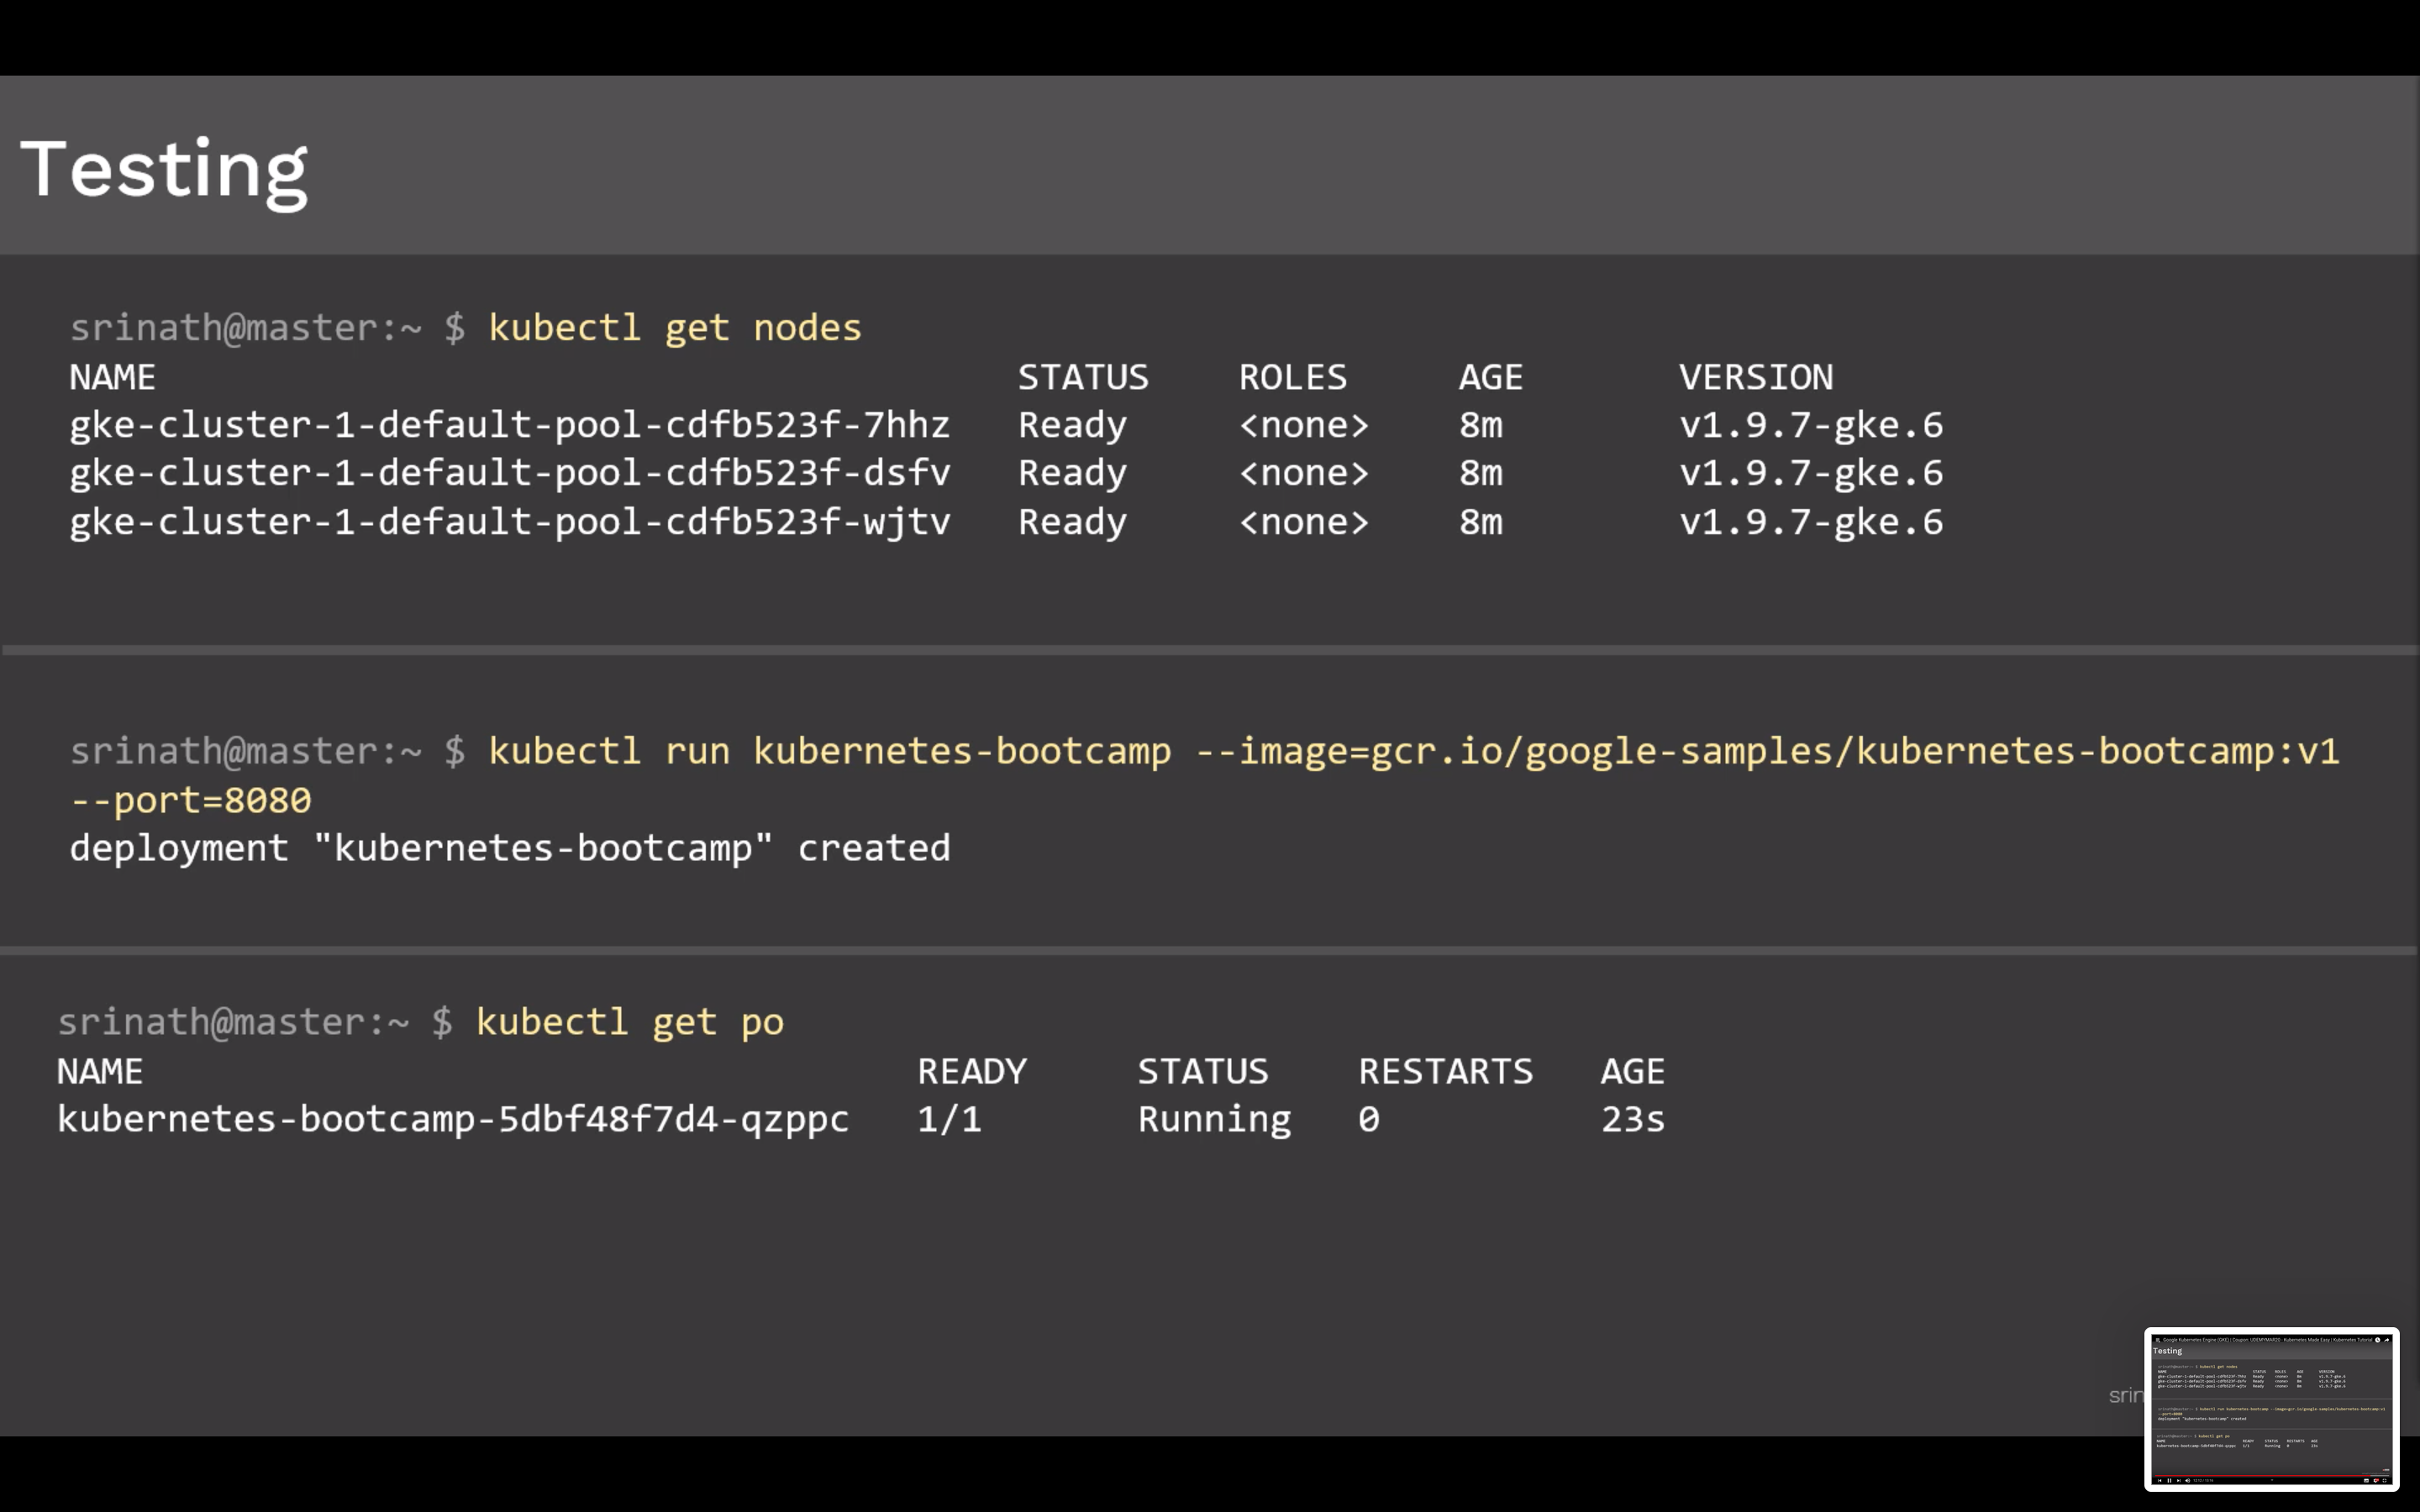 Testing
srinath@master:~ $ kubectl get nodes
NAME STATUS ROLES AGE VERSION
gke-cluster-1-default-pool-cdfb523f-7hhz Ready <none> 8m v1.9.7-gke.6
gke-cluster-1-default-pool-cdfb523f-dsfv Ready <none> 8m v1.9.7-gke.6
gke-cluster-1-default-pool-cdfb523f-wjtv Ready <none> 8m v1.9.7-gke.6
srinath@master:~ $ kubectl run kubernetes-bootcamp --image=gcr.io/google-samples/kubernetes-bootcamp:v1
--port=8080
deployment "kubernetes-bootcamp" created
srinath@master:~ $ kubectl get po
NAME READY STATUS RESTARTS AGE
kubernetes-bootcamp-5dbf48f7d4-qzppc 1/1 Running 0 23s
srin
Testing